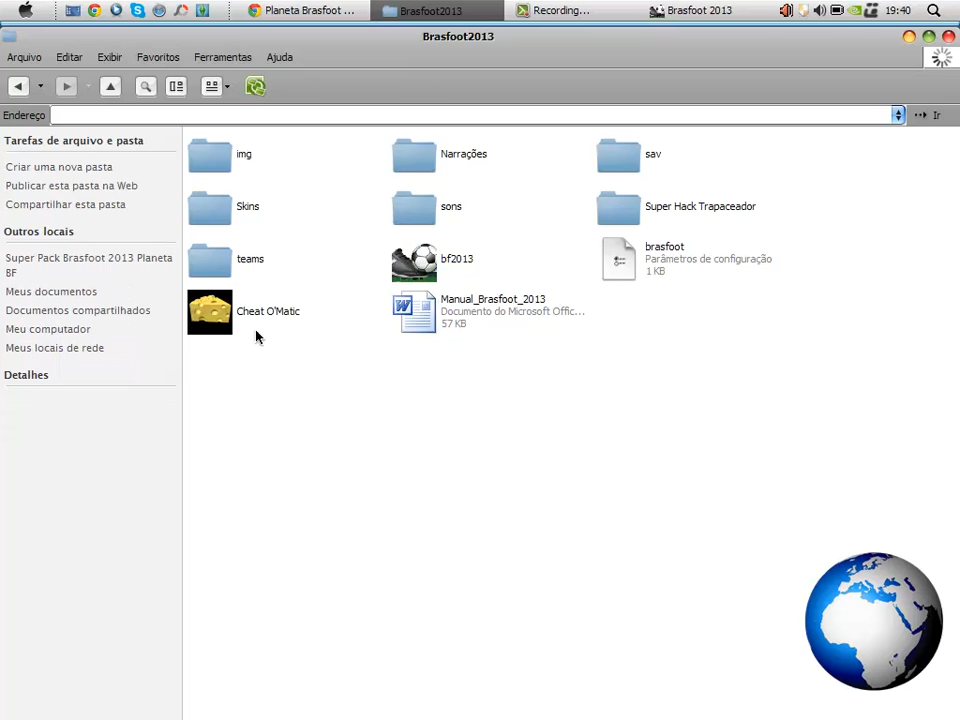 Planeta Brasfoot ...
Brasfoot2013
Recording...
Brasfoot 2013
19:40
Brasfoot2013
Arquivo
Editar
Exibir
Favoritos
Ferramentas
Ajuda
Endereço
Ir
Tarefas de arquivo e pasta
Criar uma nova pasta
Publicar esta pasta na Web
Compartilhar esta pasta
Outros locais
Super Pack Brasfoot 2013 Planeta
BF
Meus documentos
Documentos compartilhados
Meu computador
Meus locais de rede
Detalhes
img
Narrações
sav
Skins
sons
Super Hack Trapaceador
teams
bf2013
brasfoot
Parâmetros de configuração
1 KB
Cheat O'Matic
Manual_Brasfoot_2013
Documento do Microsoft Offic...
57 KB